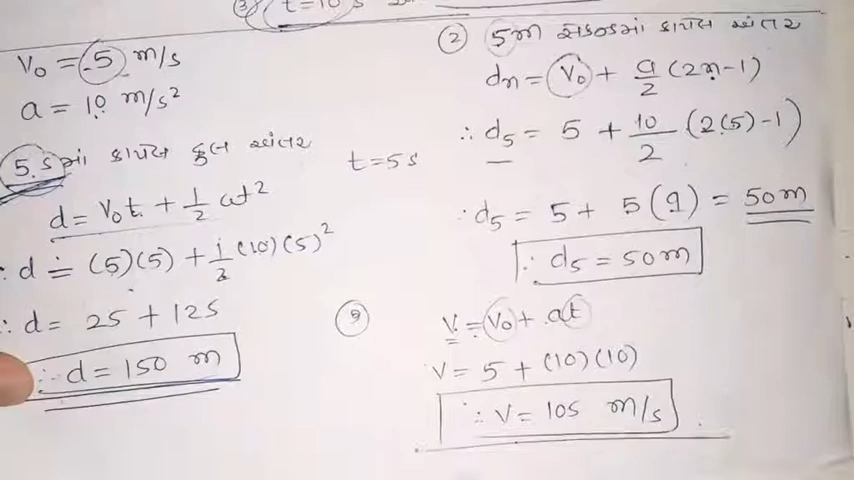 ③ t=10 s
V₀ = 5 m/s
a = 10 m/s²
5 s માં કાપેલ કુલ અંતર
t = 5 s
d = V₀t + 1/2 at²
∴ d = (5)(5) + 1/2 (10) (5)²
∴ d = 25 + 125
∴ d = 150 m
② 5m સેકન્ડમાં કાપેલ અંતર
dn = V₀ + a/2 (2n-1)
∴ d₅ = 5 + 10/2 (2(5)-1)
∴ d₅ = 5 + 5(9) = 50m
∴ d₅ = 50m
③ V = V₀ + at
V = 5 + (10)(10)
∴ V = 105 m/s